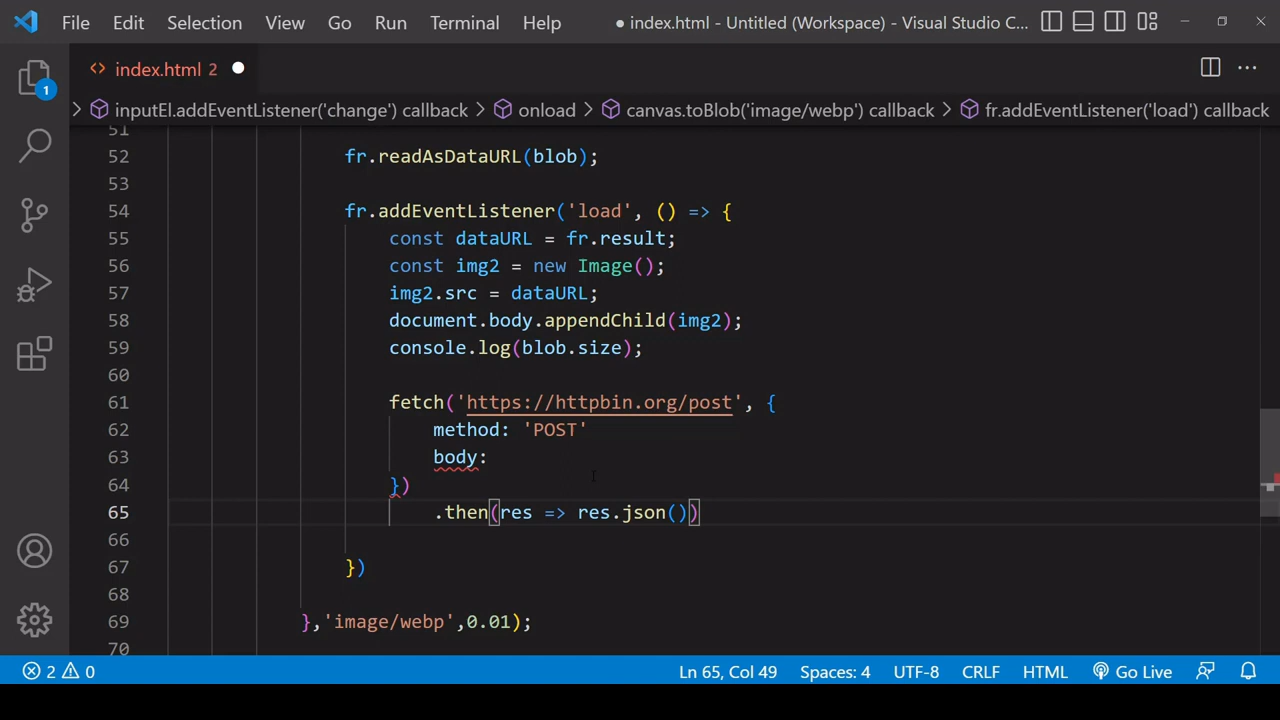 File Edit Selection View Go Run Terminal Help ● index.html - Untitled (Workspace) - Visual Studio C...
<> index.html 2 ●
1
> inputEl.addEventListener('change') callback > onload > canvas.toBlob('image/webp') callback > fr.addEventListener('load') callback
51
52 fr.readAsDataURL(blob);
53
54 fr.addEventListener('load', () => {
55 const dataURL = fr.result;
56 const img2 = new Image();
57 img2.src = dataURL;
58 document.body.appendChild(img2);
59 console.log(blob.size);
60
61 fetch('https://httpbin.org/post', {
62 method: 'POST'
63 body:
64 })
65 .then(res => res.json())
66
67 })
68
69 },'image/webp',0.01);
70
2 0 Ln 65, Col 49 Spaces: 4 UTF-8 CRLF HTML Go Live